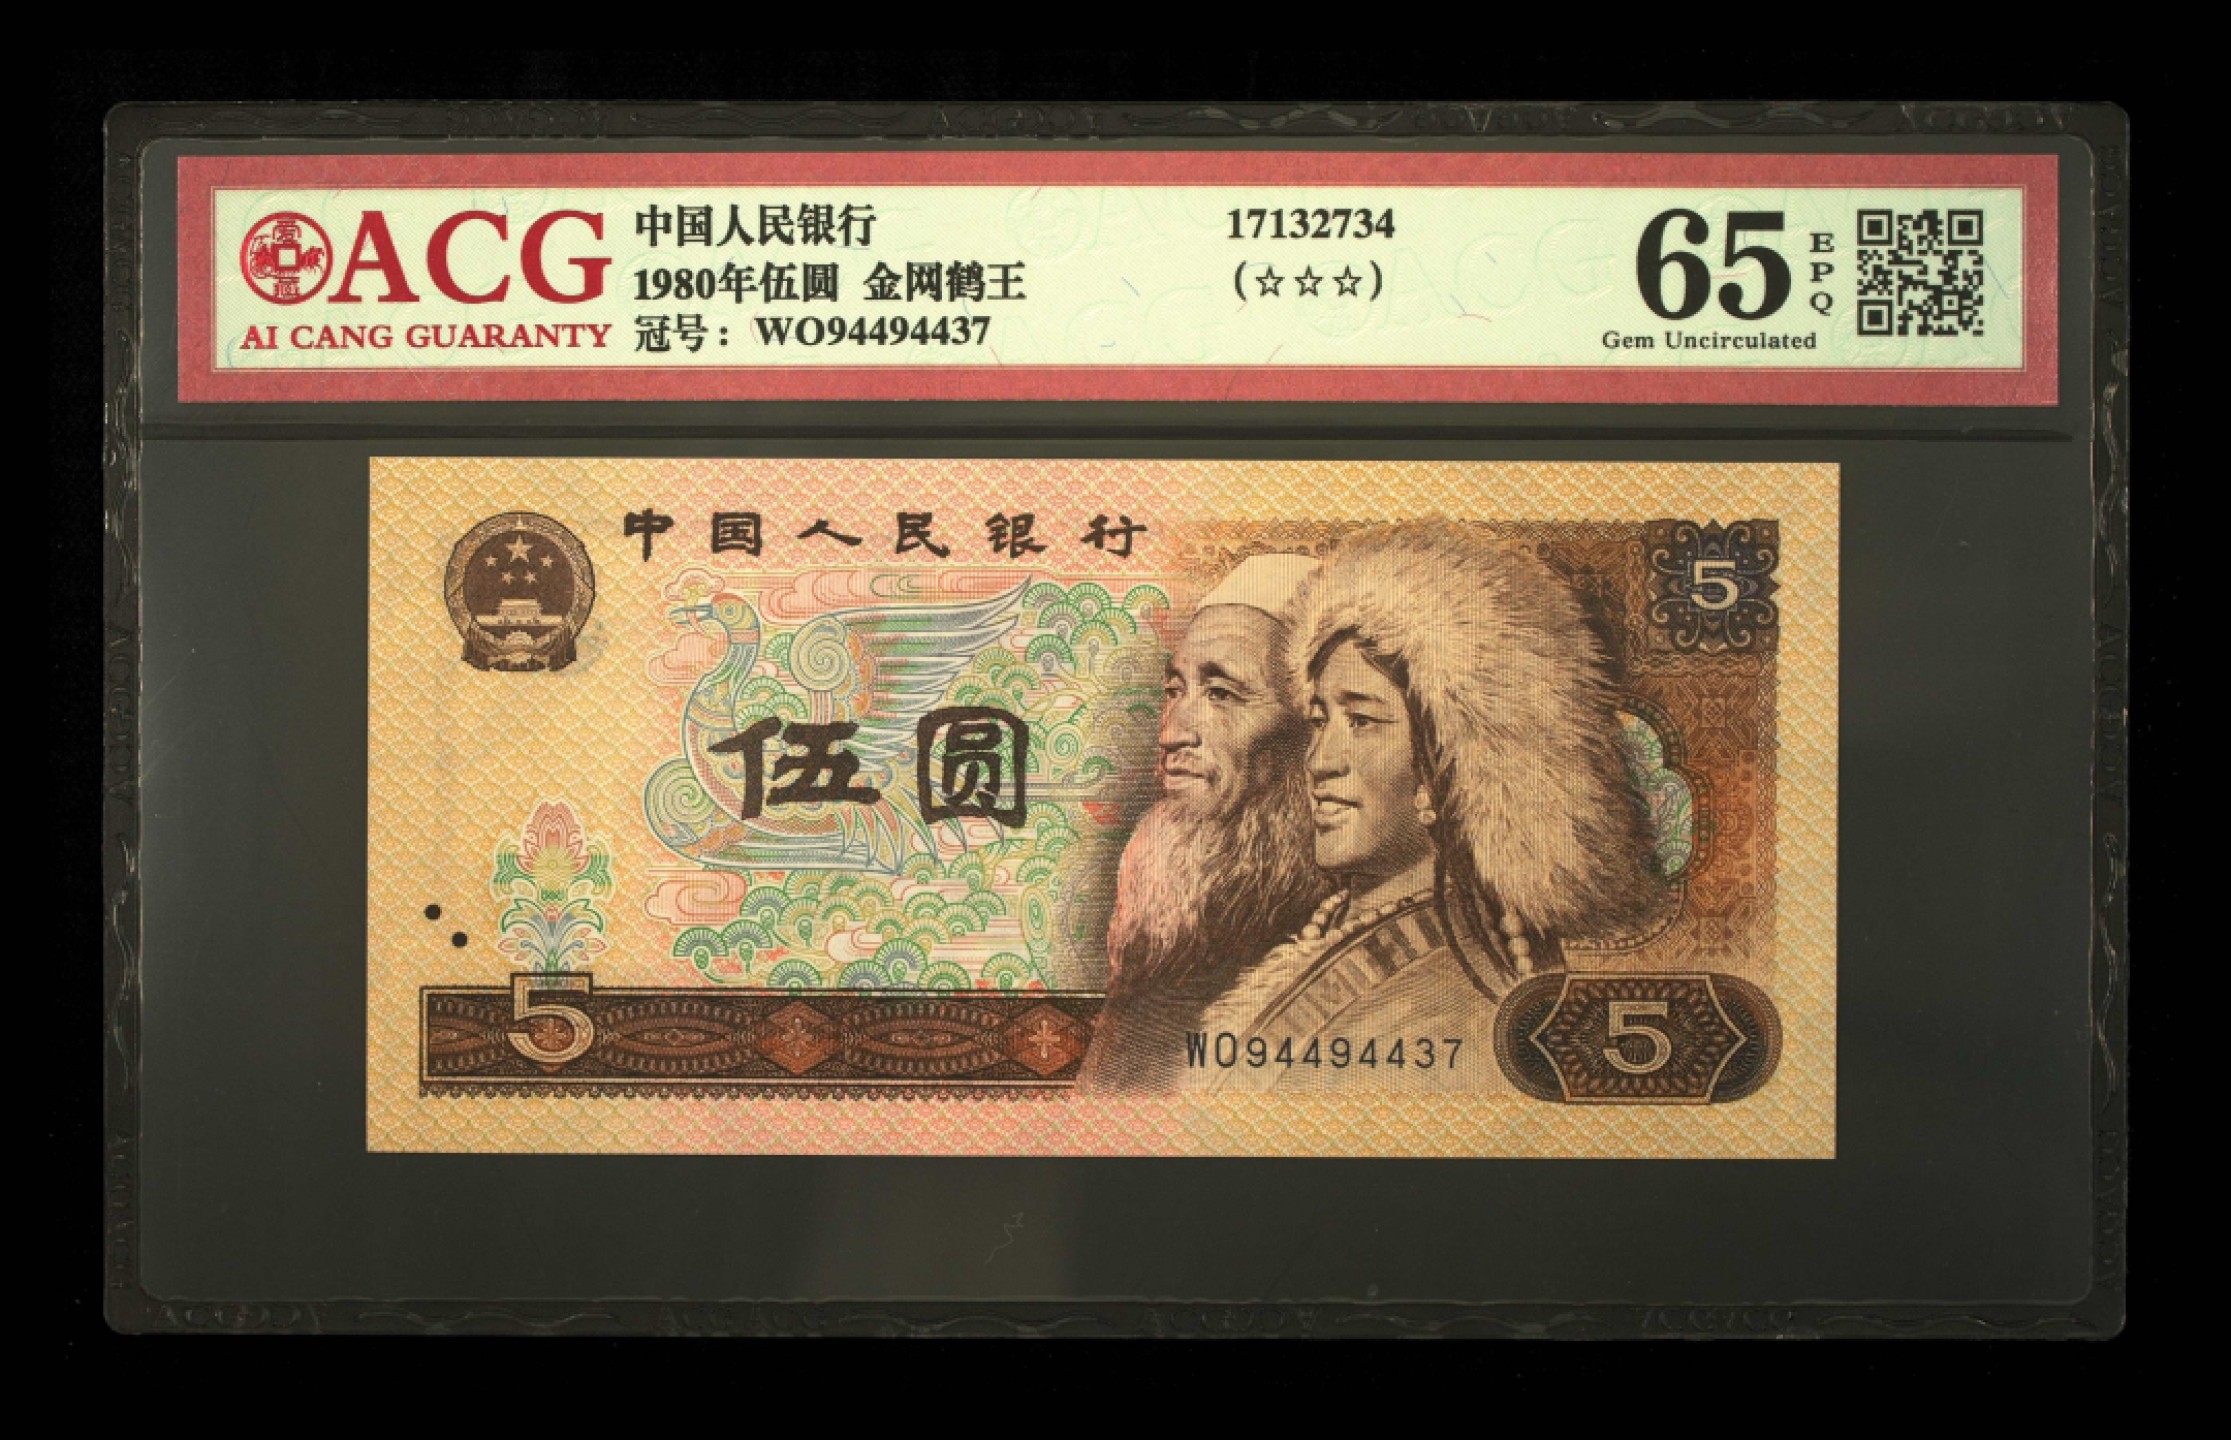 ACG
AI CANG GUARANTY
中国人民银行
1980年伍圆 金网鹤王
冠号: WO94494437
17132734
(☆☆☆)
65
EPQ
Gem Uncirculated
中国人民银行
5
伍圆
5
WO94494437
5